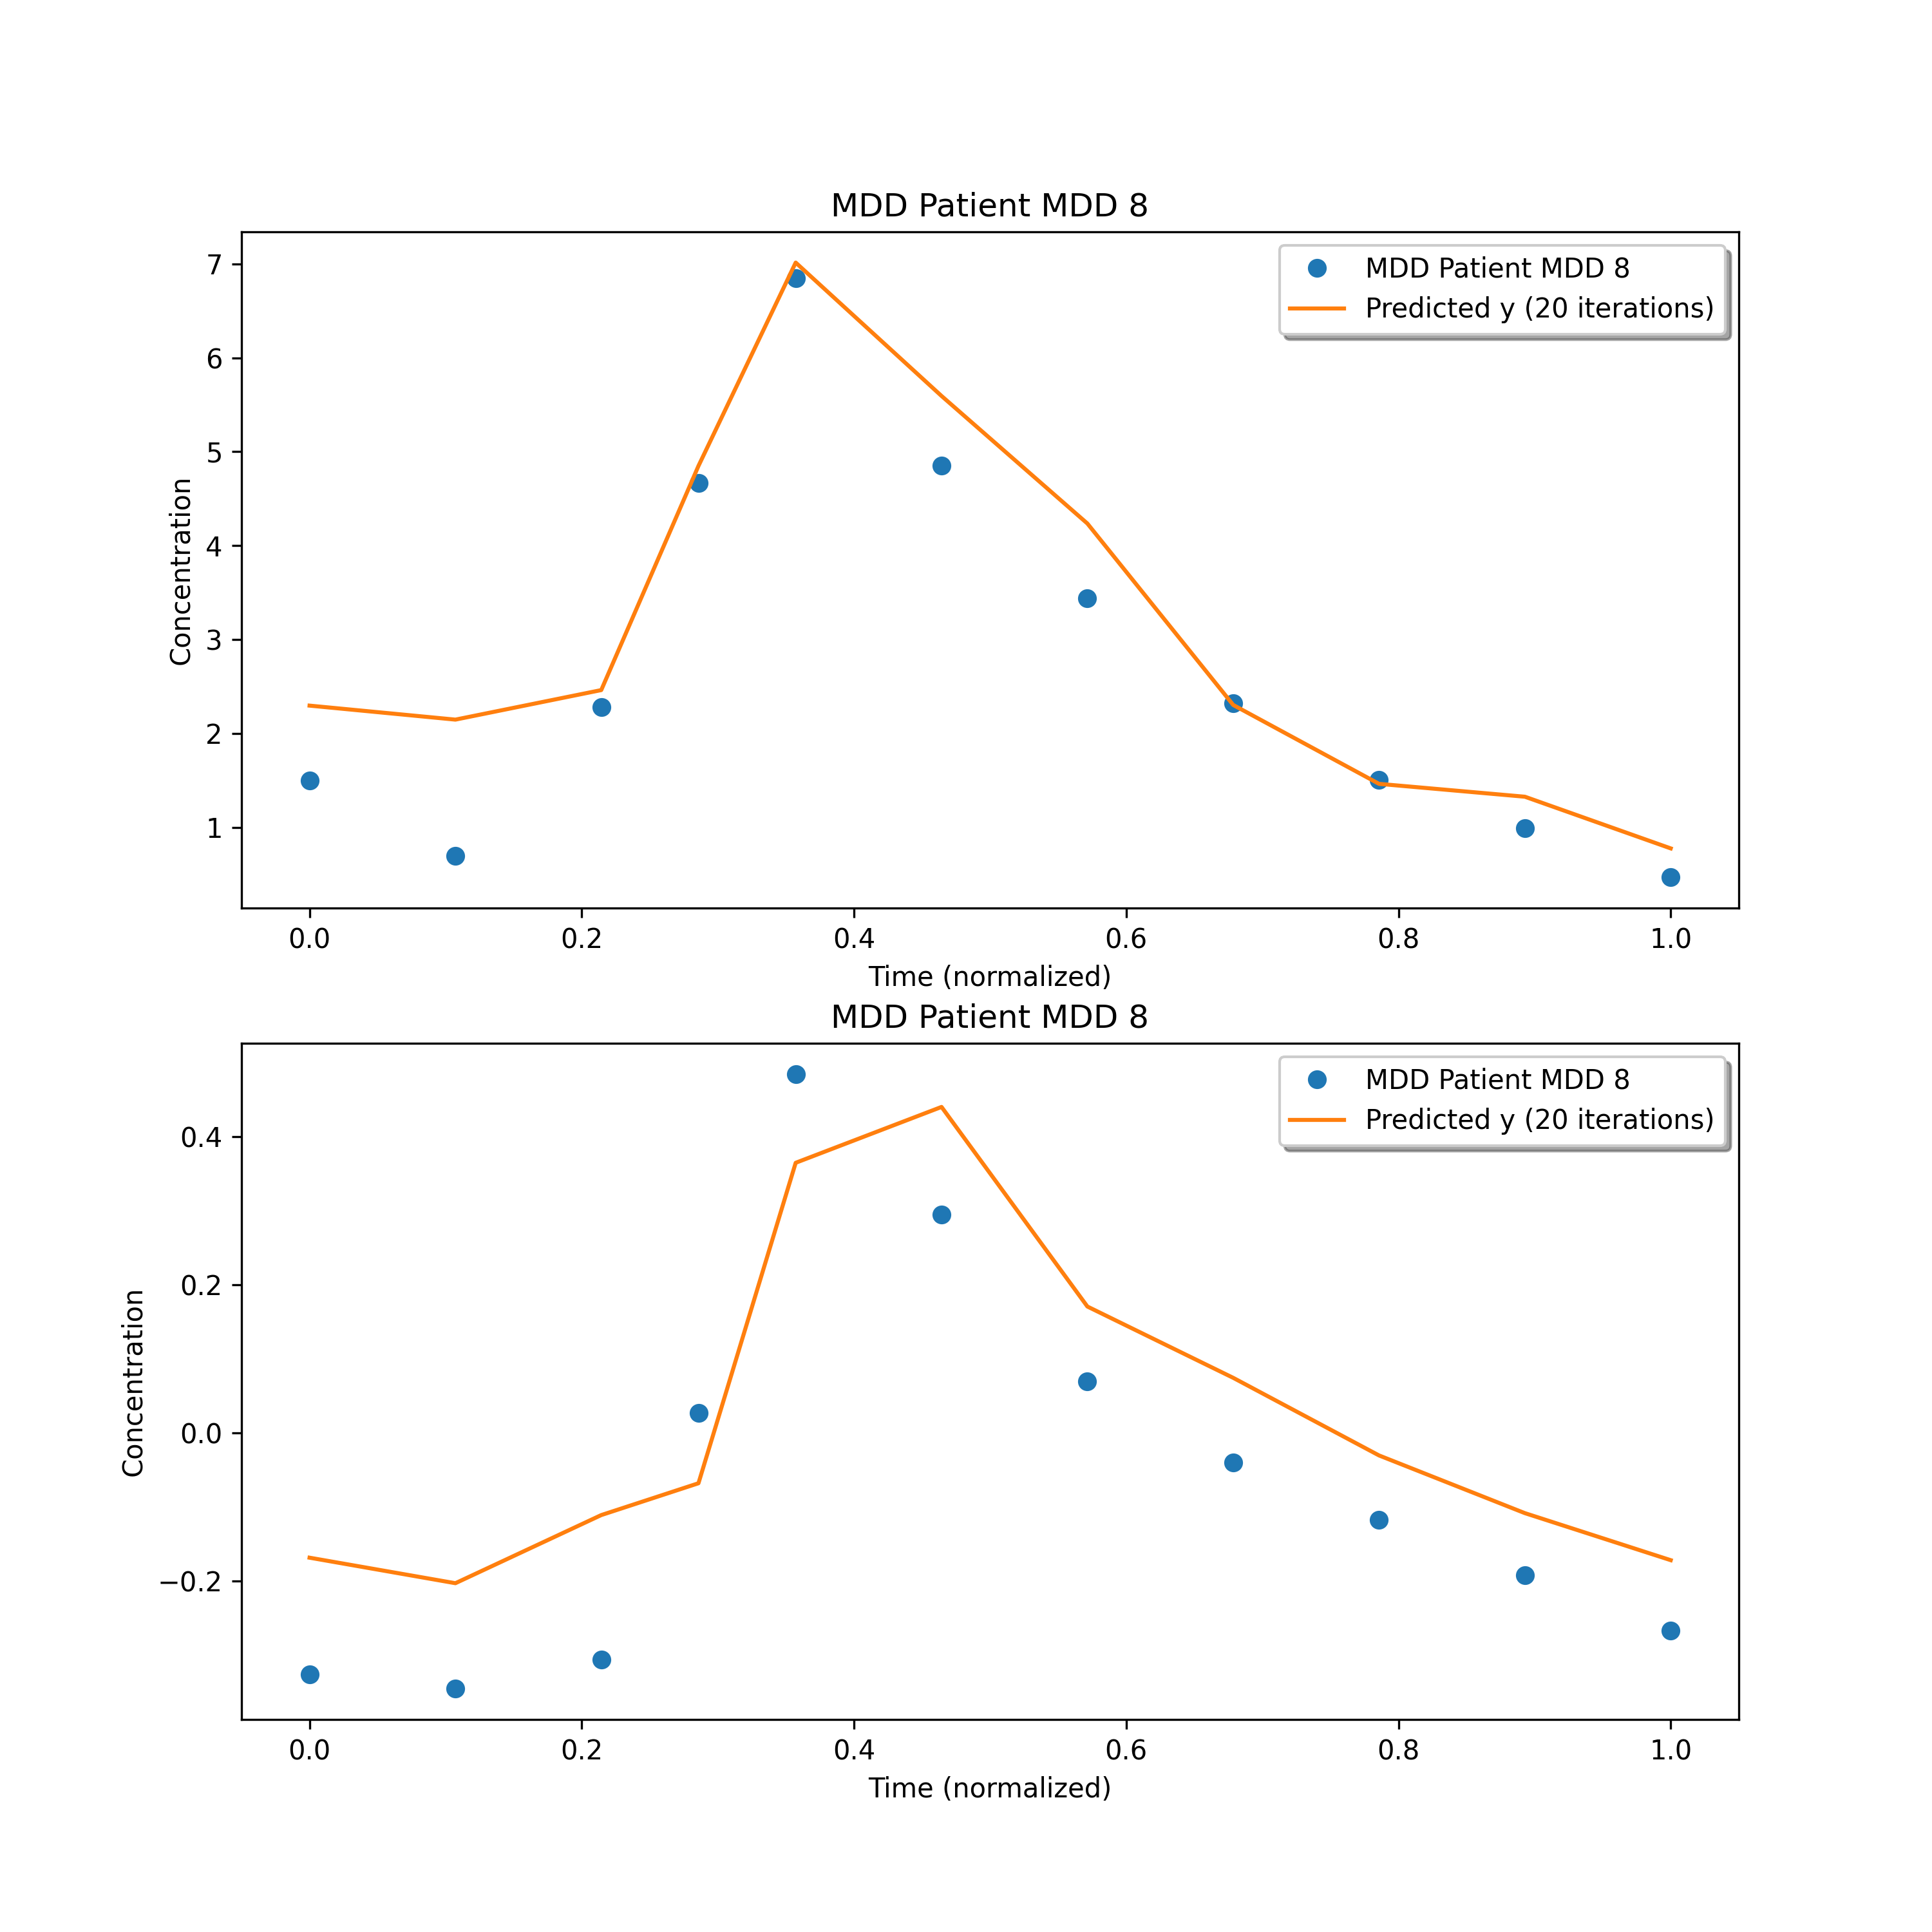 MDD Patient MDD 8
MDD Patient MDD 8
Predicted y (20 iterations)
7
6
5
4
3
2
1
Concentration
0.0 0.2 0.4 0.6 0.8 1.0
Time (normalized)
MDD Patient MDD 8
MDD Patient MDD 8
Predicted y (20 iterations)
0.4
0.2
0.0
−0.2
Concentration
0.0 0.2 0.4 0.6 0.8 1.0
Time (normalized)